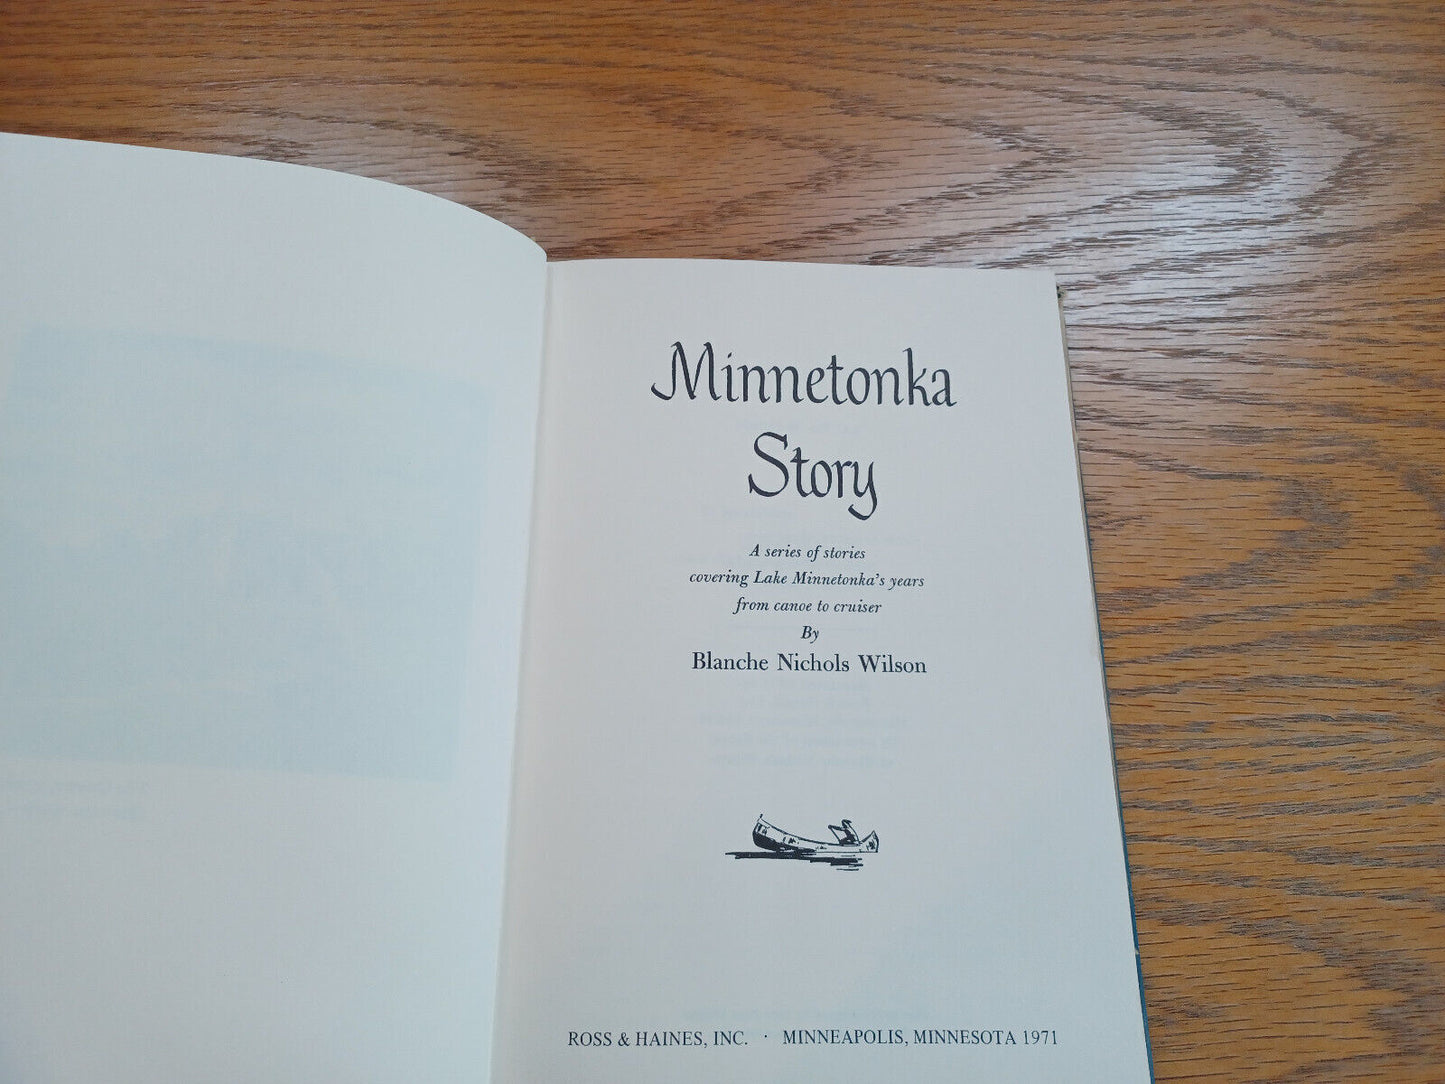 Minnetonka
Story
A series of stories
covering Lake Minnetonka's years
from canoe to cruiser
By
Blanche Nichols Wilson
ROSS & HAINES, INC. · MINNEAPOLIS, MINNESOTA 1971